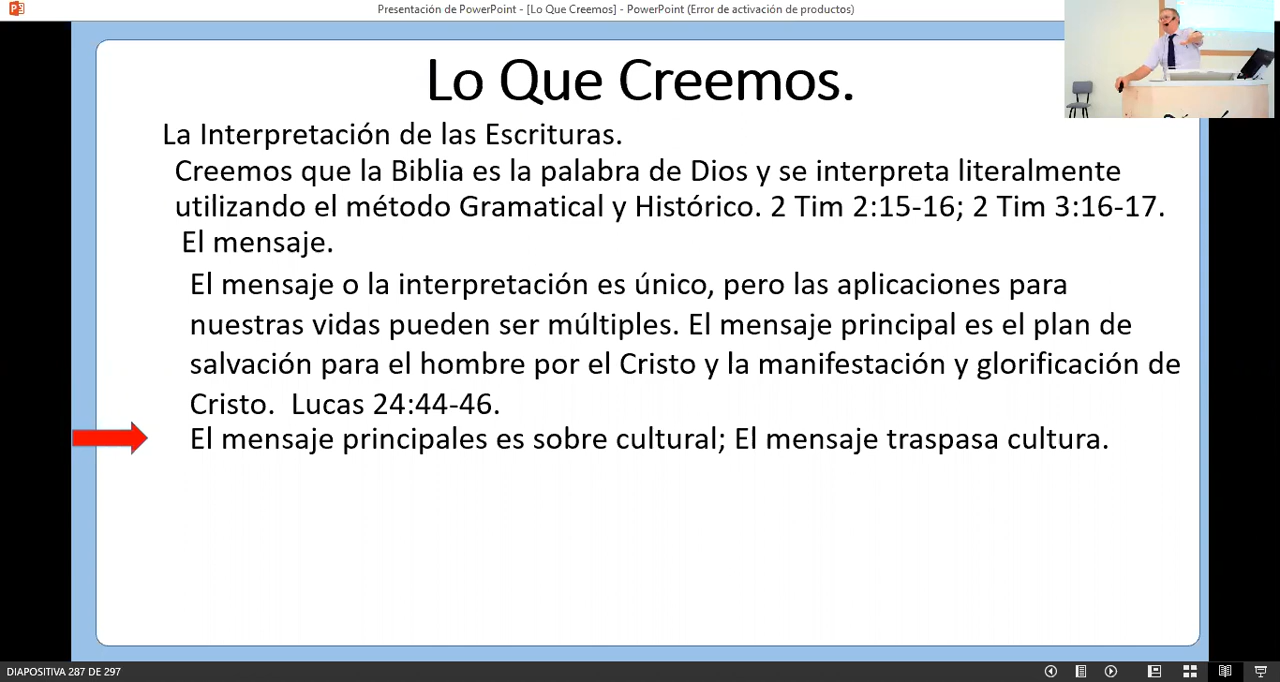 Presentación de PowerPoint - [Lo Que Creemos] - PowerPoint (Error de activación de productos)
Lo Que Creemos.
La Interpretación de las Escrituras.
Creemos que la Biblia es la palabra de Dios y se interpreta literalmente
utilizando el método Gramatical y Histórico. 2 Tim 2:15-16; 2 Tim 3:16-17.
El mensaje.
El mensaje o la interpretación es único, pero las aplicaciones para
nuestras vidas pueden ser múltiples. El mensaje principal es el plan de
salvación para el hombre por el Cristo y la manifestación y glorificación de
Cristo. Lucas 24:44-46.
El mensaje principales es sobre cultural; El mensaje traspasa cultura.
DIAPOSITIVA 287 DE 297